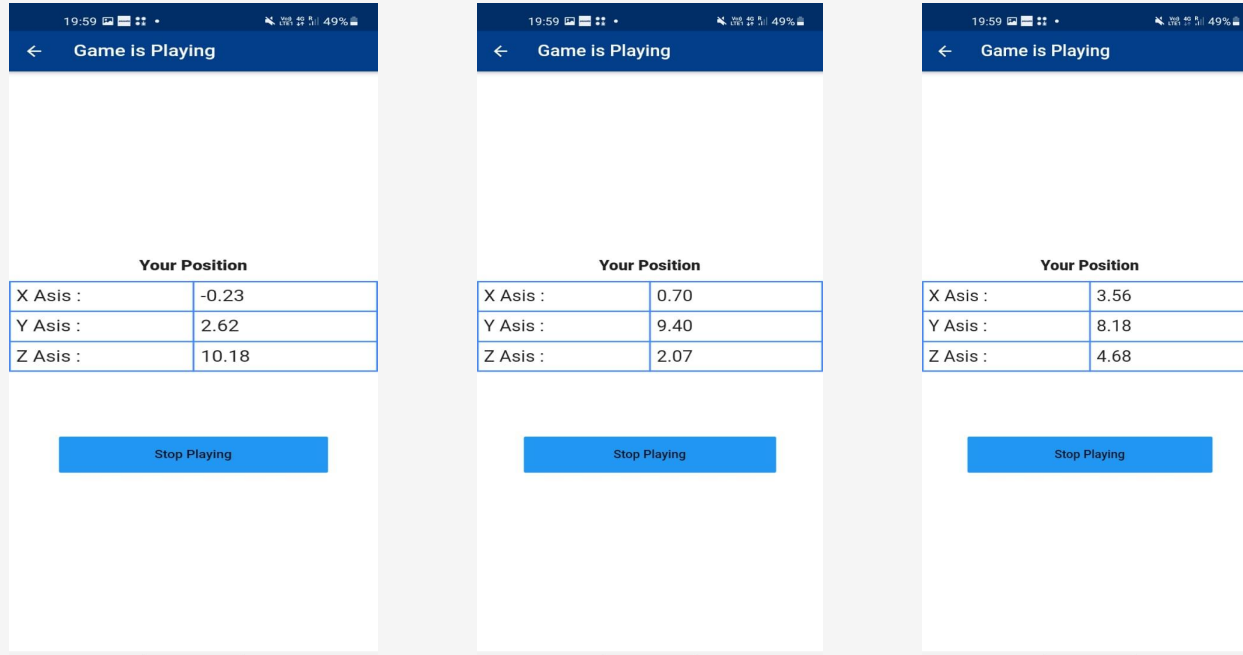 19:59 49%
Game is Playing
Your Position
X Asis : -0.23
Y Asis : 2.62
Z Asis : 10.18
Stop Playing
19:59 49%
Game is Playing
Your Position
X Asis : 0.70
Y Asis : 9.40
Z Asis : 2.07
Stop Playing
19:59 49%
Game is Playing
Your Position
X Asis : 3.56
Y Asis : 8.18
Z Asis : 4.68
Stop Playing